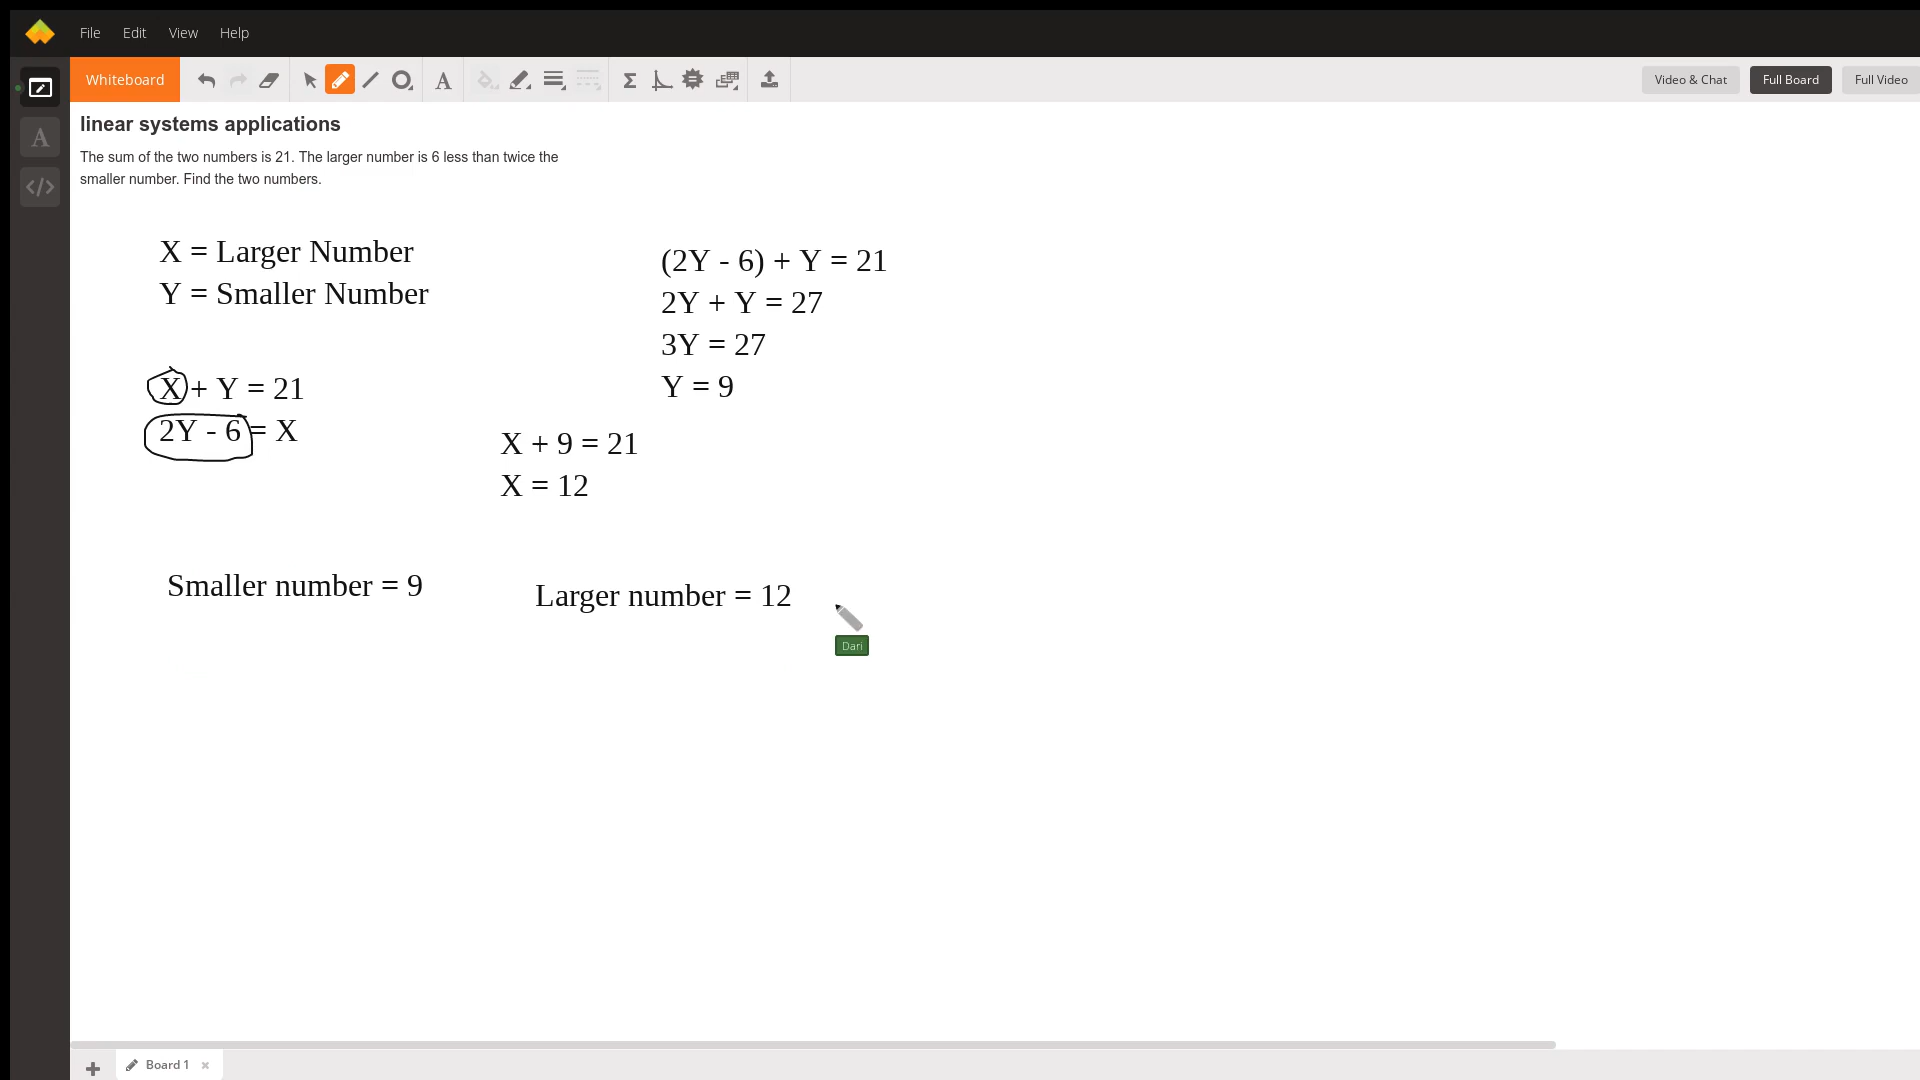 File Edit View Help
Whiteboard
Video & Chat Full Board Full Video
linear systems applications
The sum of the two numbers is 21. The larger number is 6 less than twice the
smaller number. Find the two numbers.
X = Larger Number
Y = Smaller Number
X + Y = 21
2Y - 6 = X
(2Y - 6) + Y = 21
2Y + Y = 27
3Y = 27
Y = 9
X + 9 = 21
X = 12
Smaller number = 9
Larger number = 12
Dari
Board 1